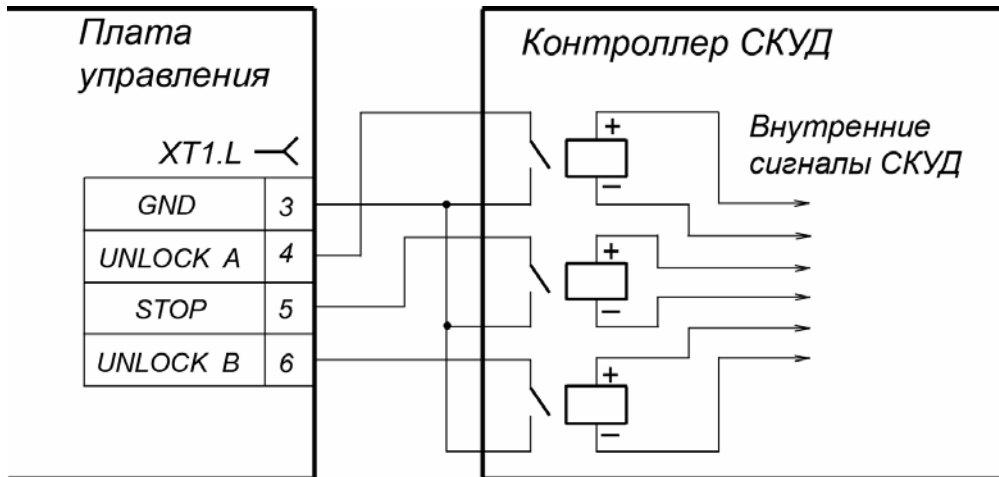 Плата
управления
Контроллер СКУД
XT1.L
GND 3
UNLOCK A 4
STOP 5
UNLOCK B 6
Внутренние
сигналы СКУД
+
−
+
−
+
−